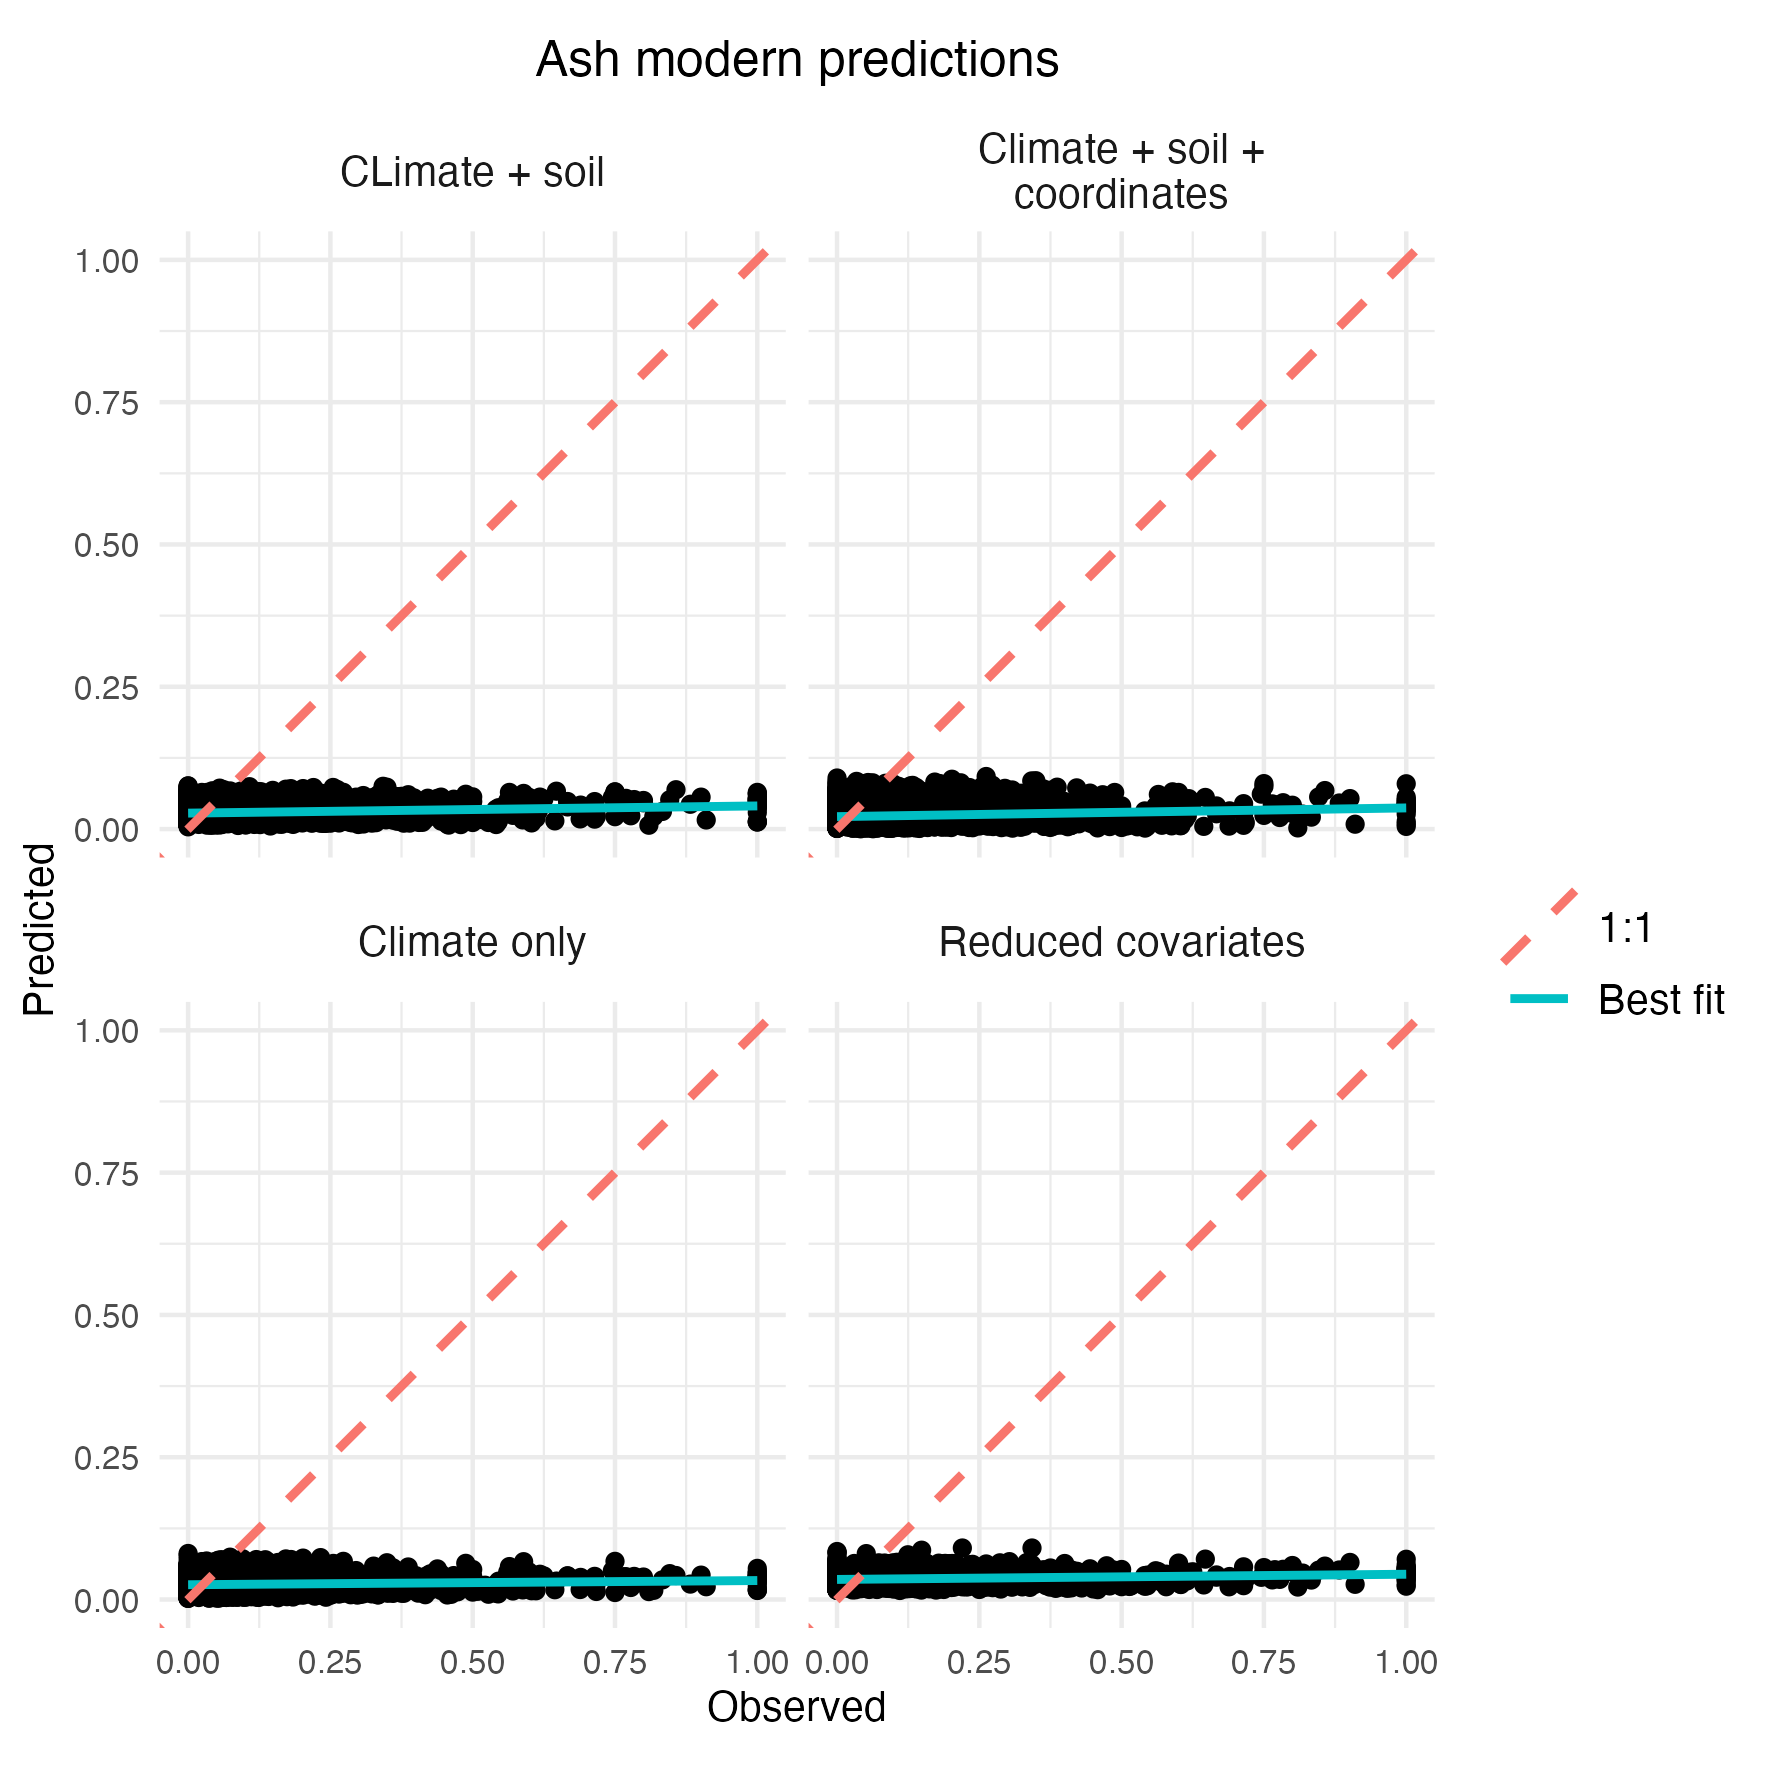 Ash modern predictions
CLimate + soil
Climate + soil +
coordinates
1.00
0.75
0.50
0.25
0.00
Predicted
Climate only
Reduced covariates
1:1
Best fit
1.00
0.75
0.50
0.25
0.00
0.00 0.25 0.50 0.75 1.00 0.00 0.25 0.50 0.75 1.00
Observed